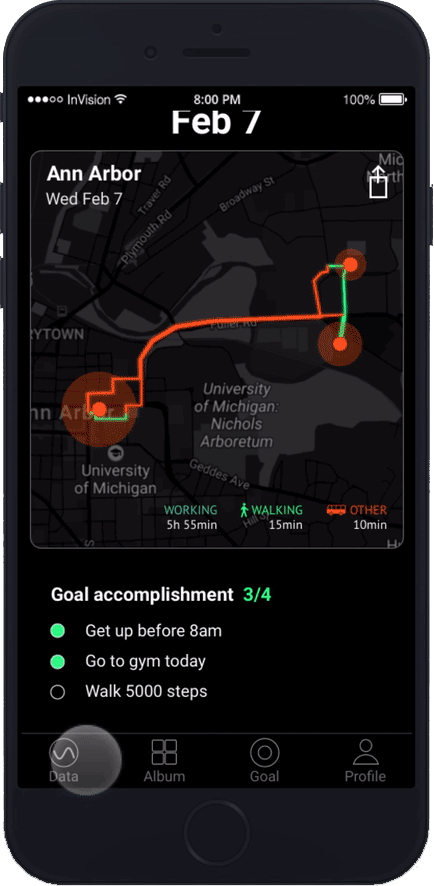 InVision 8:00 PM 100%
Feb 7
Ann Arbor
Wed Feb 7
Traver Rd
Broadway St
Plymouth Rd
RYTOWN
Fuller Rd
University
of Michigan:
Nichols
Arboretum
University
of Michigan
Geddes Ave
WORKING WALKING OTHER
5h 55min 15min 10min
Goal accomplishment 3/4
Get up before 8am
Go to gym today
Walk 5000 steps
Data Album Goal Profile